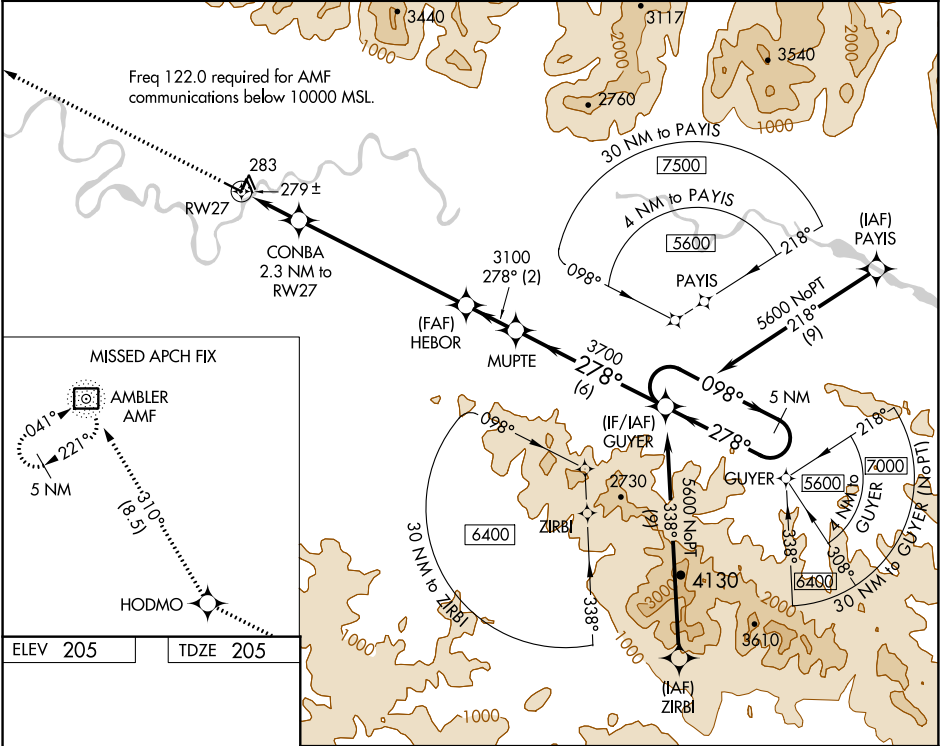 3440
3117
1000
2000
3540
2000
2760
1000
Freq 122.0 required for AMF
communications below 10000 MSL.
30 NM to PAYIS
7500
4 NM to PAYIS
5600
098°
218°
PAYIS
(IAF)
PAYIS
5600 NoPT
218°
(9)
283
279 ±
RW27
CONBA
2.3 NM to
RW27
3100
278° (2)
(FAF)
HEBOR
MUPTE
3700
278°
(6)
098°
5 NM
278°
(IF/IAF)
GUYER
MISSED APCH FIX
AMBLER
AMF
041°
221°
5 NM
310°
(8.5)
HODMO
098°
2730
ZIRBI
6400
30 NM to ZIRBI
338°
5600 NoPT
338°
(9)
4130
3000
2000
3610
1000
(IAF)
ZIRBI
GUYER
218°
5600
7000
4 NM to
GUYER
308°
338°
6400
30 NM to GUYER (NoPT)
1000
1000
1000
ELEV 205
TDZE 205